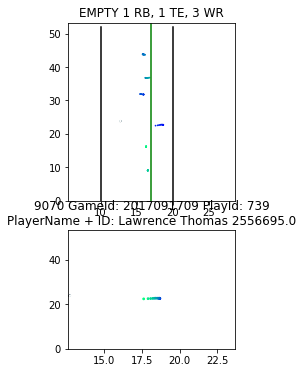 EMPTY 1 RB, 1 TE, 3 WR
50
40
30
20
10
0
10 15 20 25
9070 GameId: 2017091709 PlayId: 739
PlayerName + ID: Lawrence Thomas 2556695.0
40
20
0
15.0 17.5 20.0 22.5